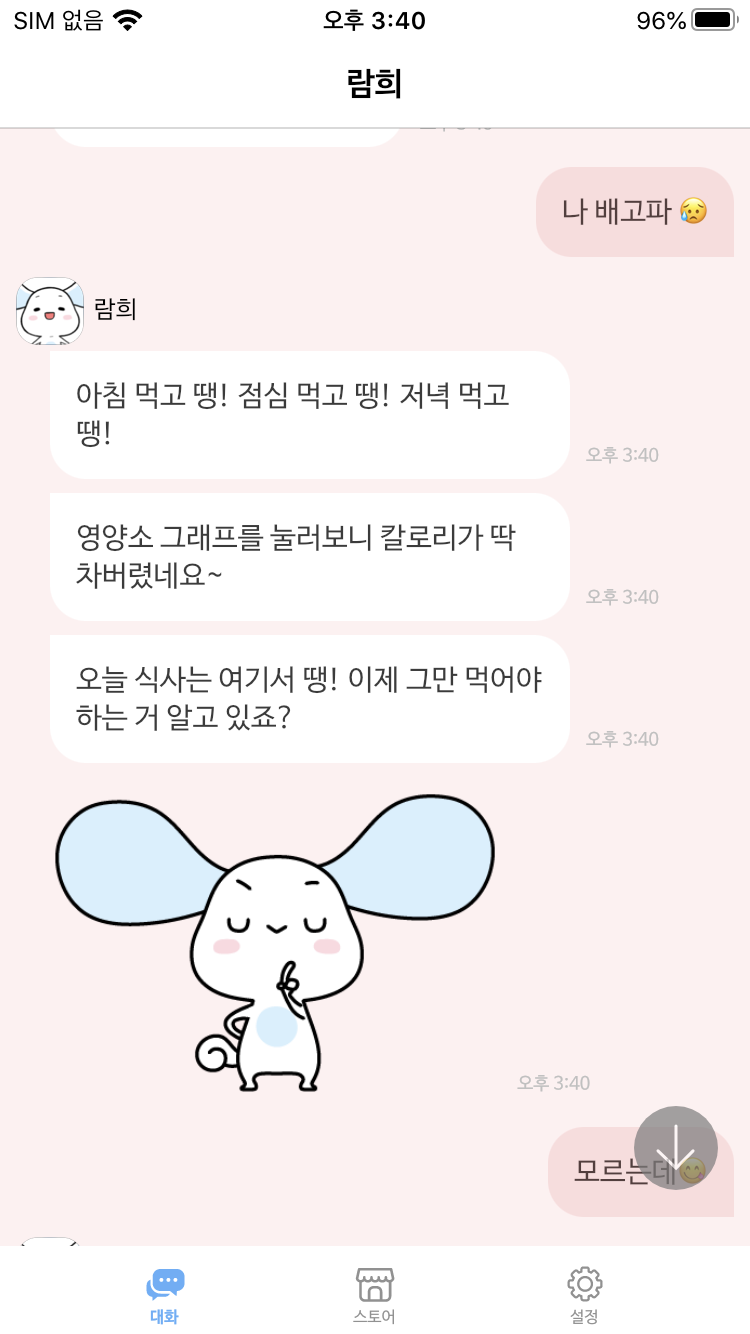 SIM 없음
오후 3:40
96%
람희
나 배고파 😥
람희
아침 먹고 땡! 점심 먹고 땡! 저녁 먹고
땡!
오후 3:40
영양소 그래프를 눌러보니 칼로리가 딱
차버렸네요~
오후 3:40
오늘 식사는 여기서 땡! 이제 그만 먹어야
하는 거 알고 있죠?
오후 3:40
오후 3:40
모르는데😋
대화
스토어
설정